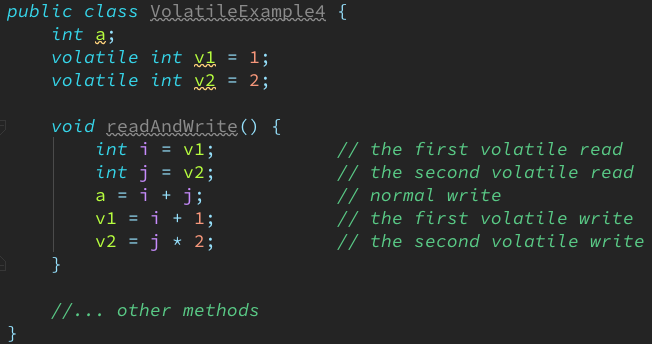 public class VolatileExample4 {
    int a;
    volatile int v1 = 1;
    volatile int v2 = 2;

    void readAndWrite() {
        int i = v1;           // the first volatile read
        int j = v2;           // the second volatile read
        a = i + j;            // normal write
        v1 = i + 1;           // the first volatile write
        v2 = j * 2;           // the second volatile write
    }

    //... other methods
}